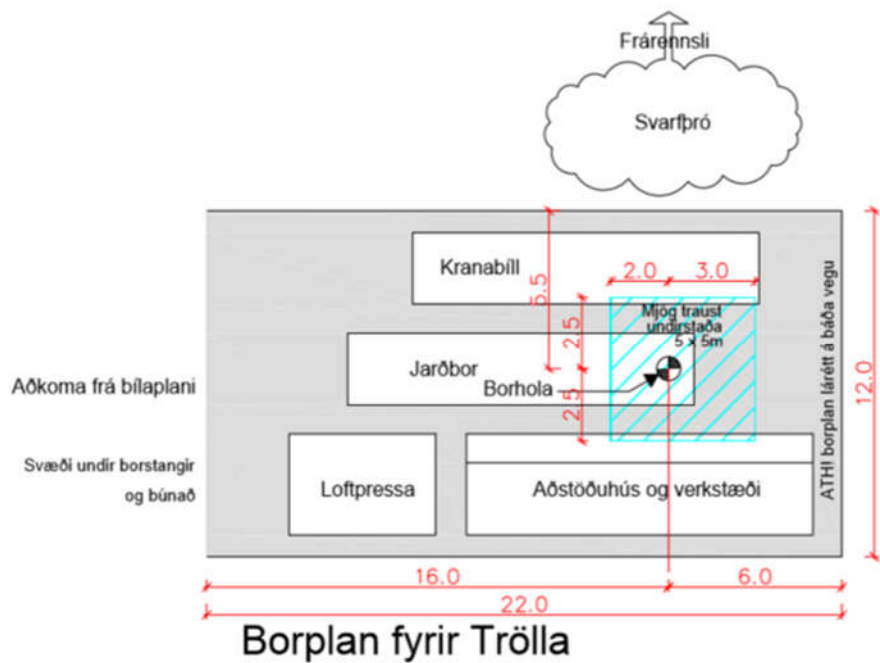 Frárennsli
Svarfþró
Kranabíll
2.0
3.0
5.5
Mjög traust
undirstaða
5 x 5m
2.5
Jarðbor
Borhola
2.5
Aðkoma frá bílaplani
12.0
ATH! borplan lárétt á báða vegu
Svæði undir borstangir
og búnað
Loftpressa
Aðstöðuhús og verkstæði
16.0
6.0
22.0
Borplan fyrir Trölla